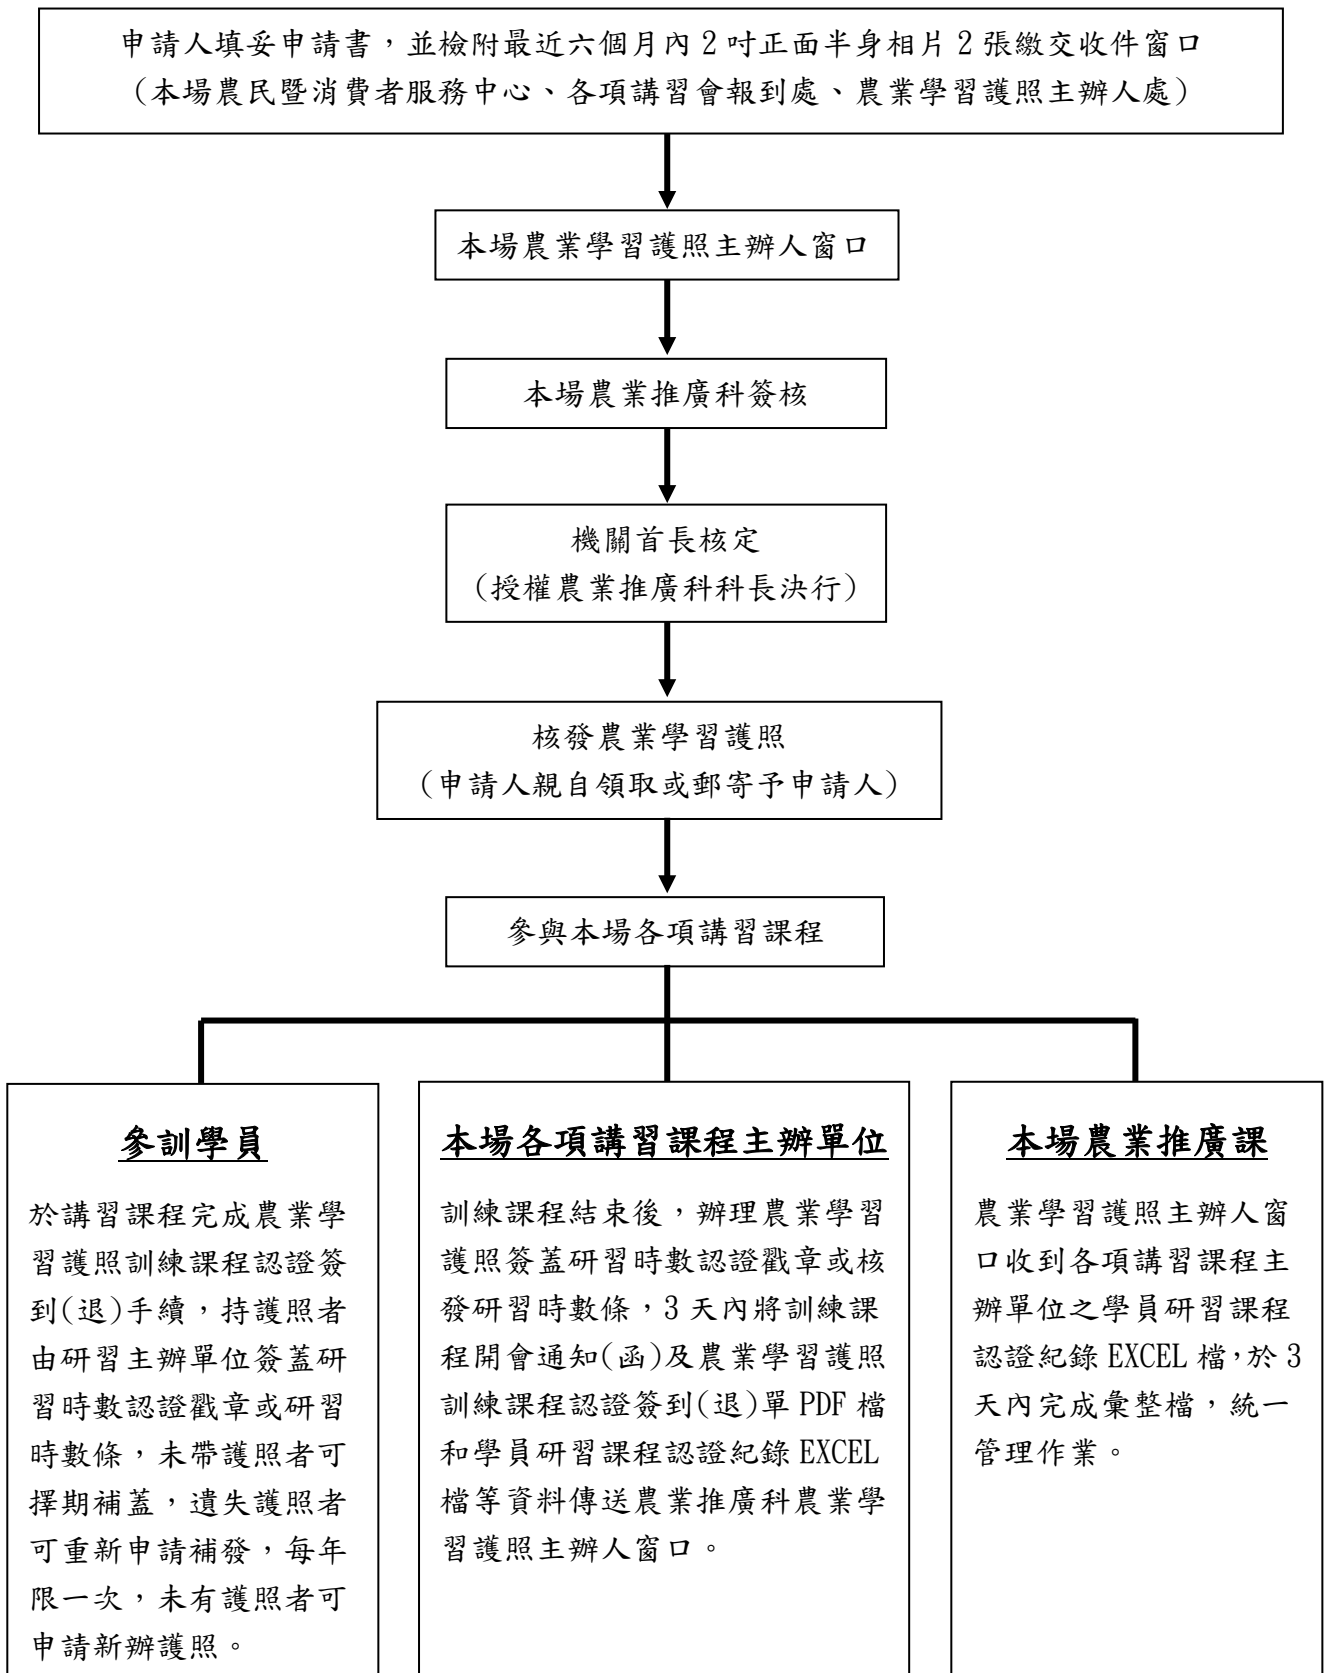 申請人填妥申請書，並檢附最近六個月內 2 吋正面半身相片 2 張繳交收件窗口
（本場農民暨消費者服務中心、各項講習會報到處、農業學習護照主辦人處）
本場農業學習護照主辦人窗口
本場農業推廣科簽核
機關首長核定
（授權農業推廣科科長決行）
核發農業學習護照
（申請人親自領取或郵寄予申請人）
參與本場各項講習課程
參訓學員
於講習課程完成農業學
習護照訓練課程認證簽
到(退)手續，持護照者
由研習主辦單位簽蓋研
習時數認證戳章或研習
時數條，未帶護照者可
擇期補蓋，遺失護照者
可重新申請補發，每年
限一次，未有護照者可
申請新辦護照。
本場各項講習課程主辦單位
訓練課程結束後，辦理農業學習
護照簽蓋研習時數認證戳章或核
發研習時數條，3 天內將訓練課
程開會通知(函)及農業學習護照
訓練課程認證簽到(退)單 PDF 檔
和學員研習課程認證紀錄 EXCEL
檔等資料傳送農業推廣科農業學
習護照主辦人窗口。
本場農業推廣課
農業學習護照主辦人窗
口收到各項講習課程主
辦單位之學員研習課程
認證紀錄 EXCEL 檔，於 3
天內完成彙整檔，統一
管理作業。